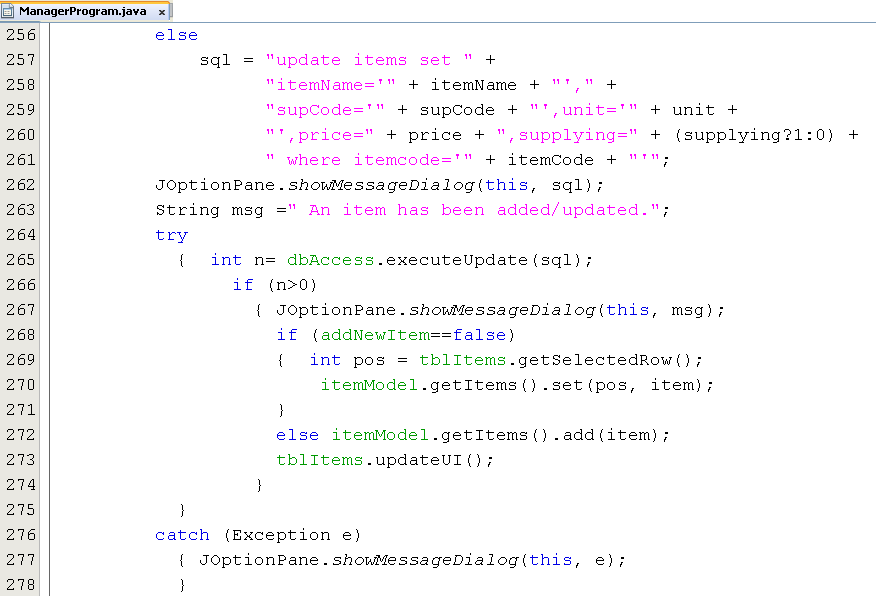 ManagerProgram.java x
256 else
257 sql = "update items set " +
258 "itemName='" + itemName + "'," +
259 "supCode='" + supCode + "',unit='" + unit +
260 "',price=" + price + ",supplying=" + (supplying?1:0) +
261 " where itemcode='" + itemCode + "'";
262 JOptionPane.showMessageDialog(this, sql);
263 String msg =" An item has been added/updated.";
264 try
265 { int n= dbAccess.executeUpdate(sql);
266 if (n>0)
267 { JOptionPane.showMessageDialog(this, msg);
268 if (addNewItem==false)
269 { int pos = tblItems.getSelectedRow();
270 itemModel.getItems().set(pos, item);
271 }
272 else itemModel.getItems().add(item);
273 tblItems.updateUI();
274 }
275 }
276 catch (Exception e)
277 { JOptionPane.showMessageDialog(this, e);
278 }